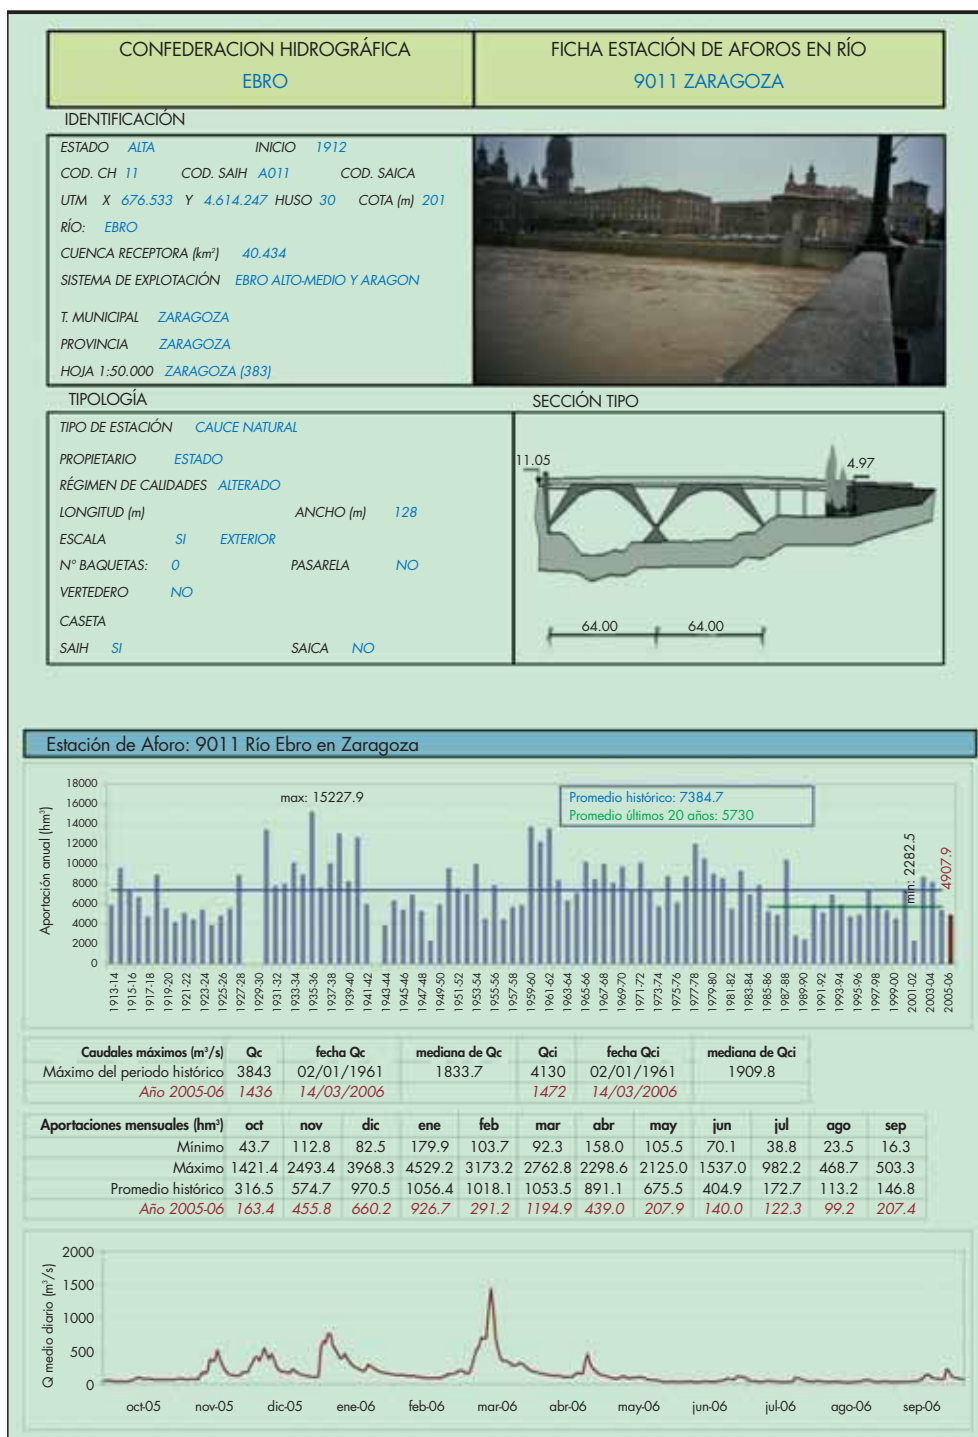 CONFEDERACION HIDROGRÁFICA
EBRO
FICHA ESTACIÓN DE AFOROS EN RÍO
9011 ZARAGOZA
IDENTIFICACIÓN
ESTADO ALTA INICIO 1912
COD. CH 11 COD. SAIH A011 COD. SAICA
UTM X 676.533 Y 4.614.247 HUSO 30 COTA (m) 201
RÍO: EBRO
CUENCA RECEPTORA (km²) 40.434
SISTEMA DE EXPLOTACIÓN EBRO ALTO-MEDIO Y ARAGON
T. MUNICIPAL ZARAGOZA
PROVINCIA ZARAGOZA
HOJA 1:50.000 ZARAGOZA (383)
TIPOLOGÍA
TIPO DE ESTACIÓN CAUCE NATURAL
PROPIETARIO ESTADO
RÉGIMEN DE CALIDADES ALTERADO
LONGITUD (m) ANCHO (m) 128
ESCALA SI EXTERIOR
Nº BAQUETAS: 0 PASARELA NO
VERTEDERO NO
CASETA
SAIH SI SAICA NO
SECCIÓN TIPO
11.05
4.97
64.00 64.00
Estación de Aforo: 9011 Río Ebro en Zaragoza
Aportación anual (hm³)
18000
16000
14000
12000
10000
8000
6000
4000
2000
0
max: 15227.9
Promedio histórico: 7384.7
Promedio últimos 20 años: 5730
min: 2282.5
4907.9
1913-14 1915-16 1917-18 1919-20 1921-22 1923-24 1925-26 1927-28 1929-30 1931-32 1933-34 1935-36 1937-38 1939-40 1941-42 1943-44 1945-46 1947-48 1949-50 1951-52 1953-54 1955-56 1957-58 1959-60 1961-62 1963-64 1965-66 1967-68 1969-70 1971-72 1973-74 1975-76 1977-78 1979-80 1981-82 1983-84 1985-86 1987-88 1989-90 1991-92 1993-94 1995-96 1997-98 1999-00 2001-02 2003-04 2005-06
Caudales máximos (m³/s) Qc fecha Qc mediana de Qc Qci fecha Qci mediana de Qci
Máximo del periodo histórico 3843 02/01/1961 1833.7 4130 02/01/1961 1909.8
Año 2005-06 1436 14/03/2006 1472 14/03/2006
Aportaciones mensuales (hm³) oct nov dic ene feb mar abr may jun jul ago sep
Mínimo 43.7 112.8 82.5 179.9 103.7 92.3 158.0 105.5 70.1 38.8 23.5 16.3
Máximo 1421.4 2493.4 3968.3 4529.2 3173.2 2762.8 2298.6 2125.0 1537.0 982.2 468.7 503.3
Promedio histórico 316.5 574.7 970.5 1056.4 1018.1 1053.5 891.1 675.5 404.9 172.7 113.2 146.8
Año 2005-06 163.4 455.8 660.2 926.7 291.2 1194.9 439.0 207.9 140.0 122.3 99.2 207.4
Q medio diario (m³/s)
2000
1500
1000
500
0
oct-05 nov-05 dic-05 ene-06 feb-06 mar-06 abr-06 may-06 jun-06 jul-06 ago-06 sep-06